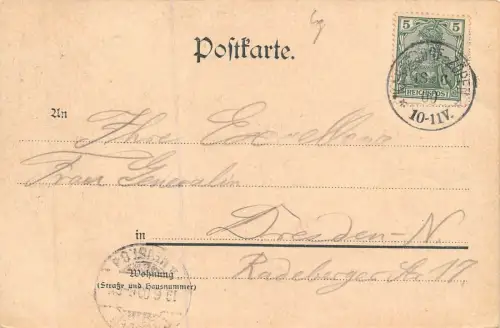 Postkarte.
5 5
REICHSPOST
10-11V.
An Ihre Excellenz
Frau Generalin
in Dresden-N.
Wohnung
(Straße und Hausnummer)
Radeberger Str 17